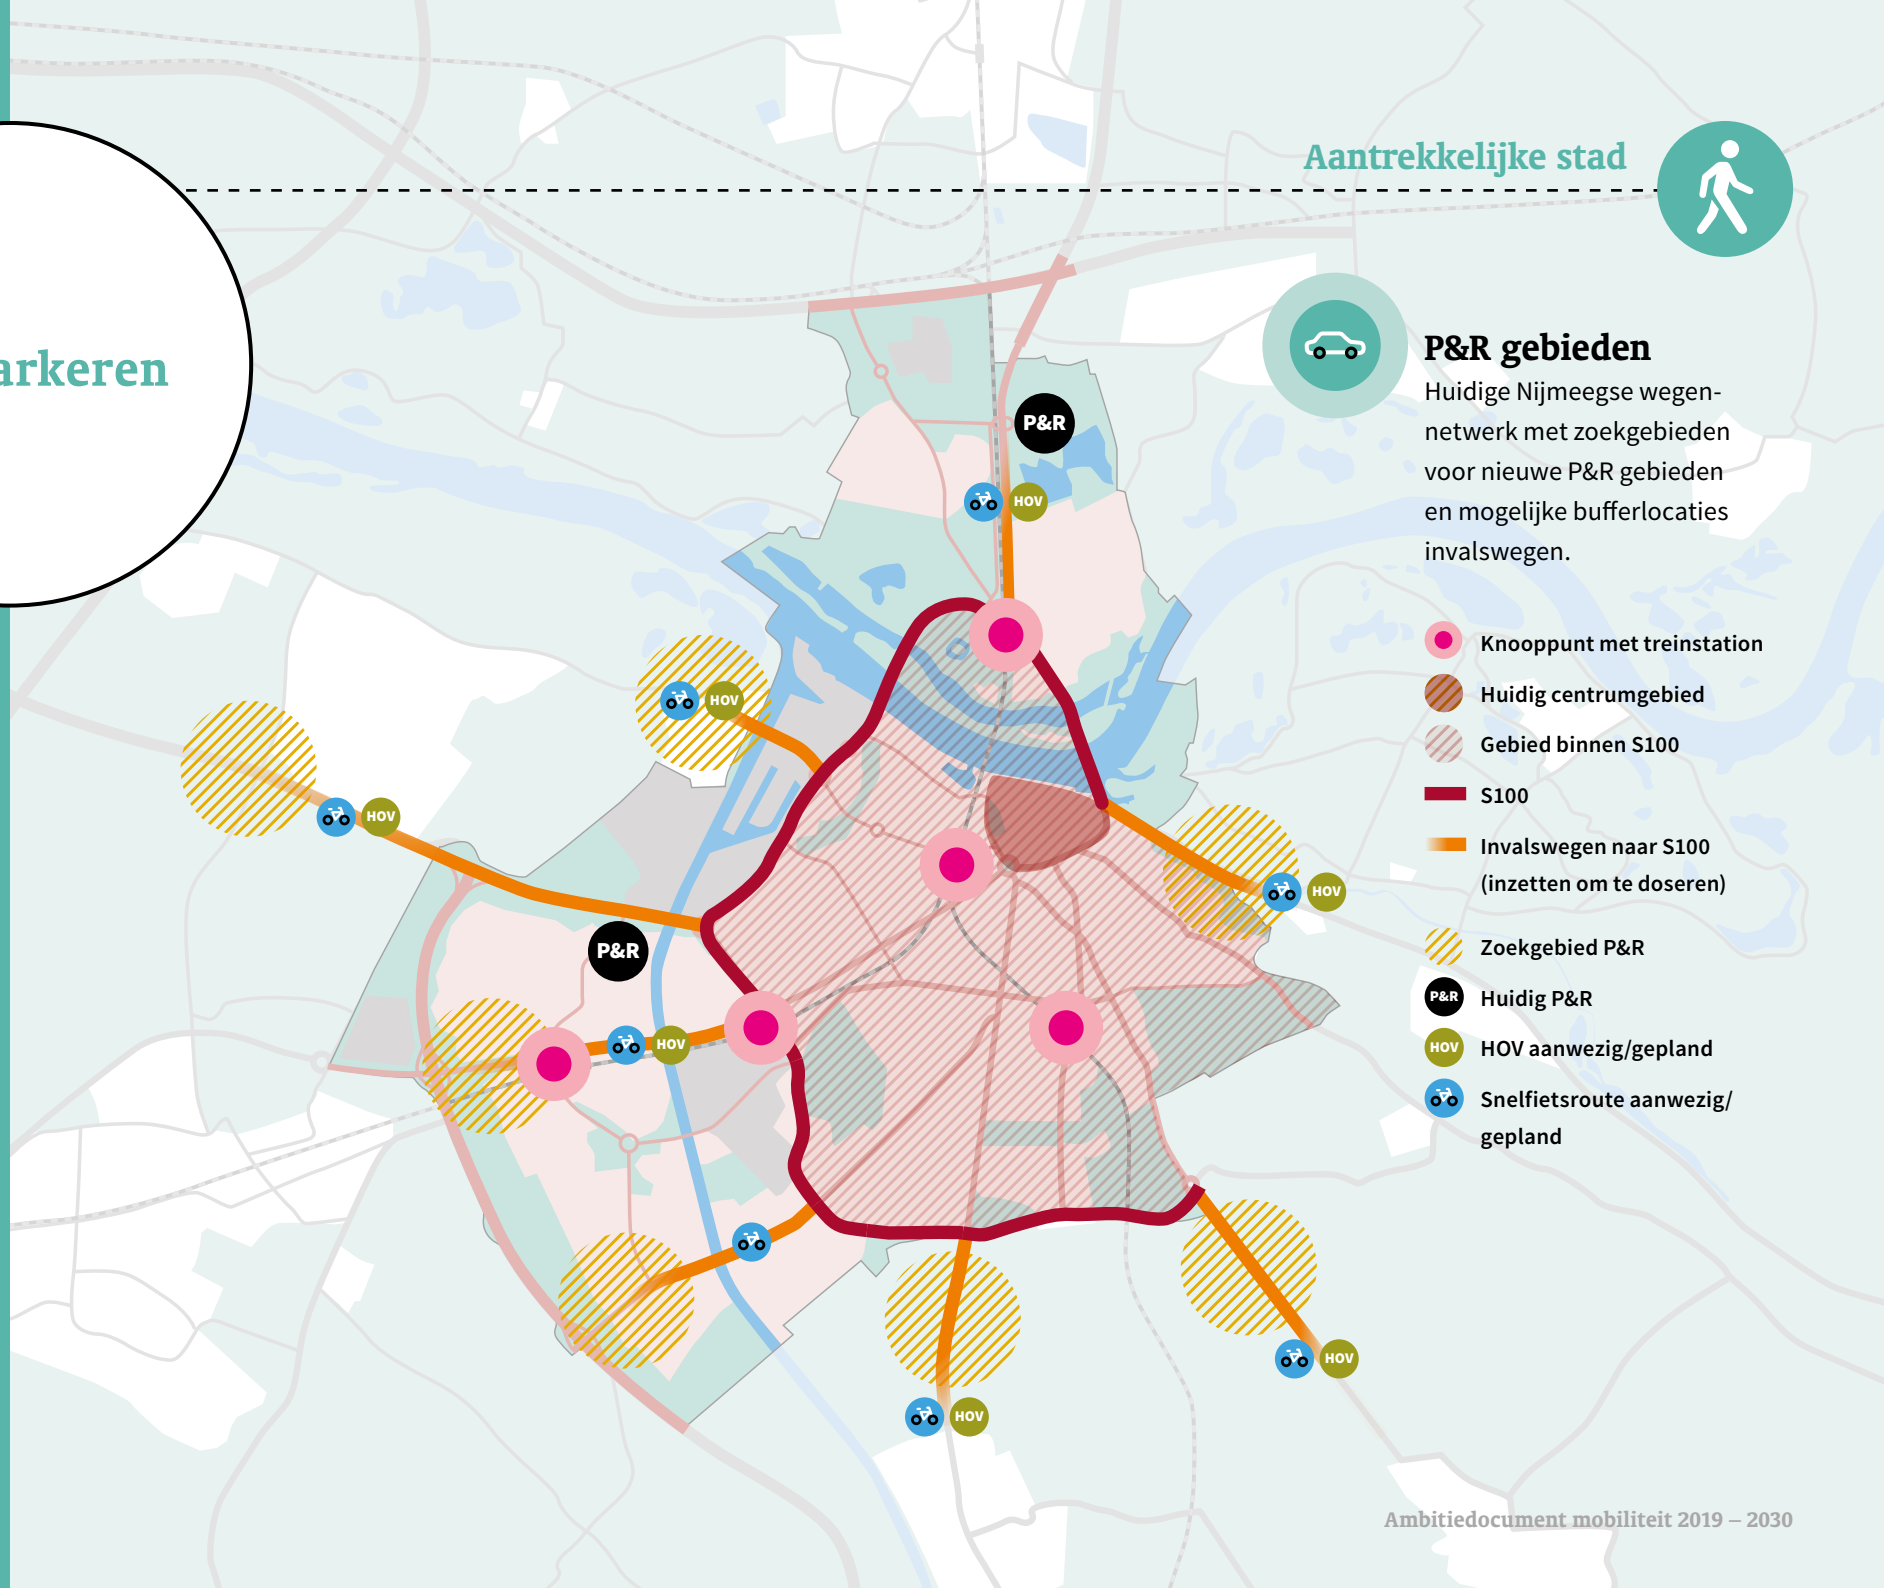 Aantrekkelijke stad
arkeren
P&R gebieden
Huidige Nijmeegse wegen-
netwerk met zoekgebieden
voor nieuwe P&R gebieden
en mogelijke bufferlocaties
invalswegen.
Knooppunt met treinstation
Huidig centrumgebied
Gebied binnen S100
S100
Invalswegen naar S100
(inzetten om te doseren)
Zoekgebied P&R
P&R Huidig P&R
HOV HOV aanwezig/gepland
Snelfietsroute aanwezig/
gepland
P&R
HOV
HOV
HOV
HOV
P&R
HOV
HOV
HOV
Ambitiedocument mobiliteit 2019 – 2030